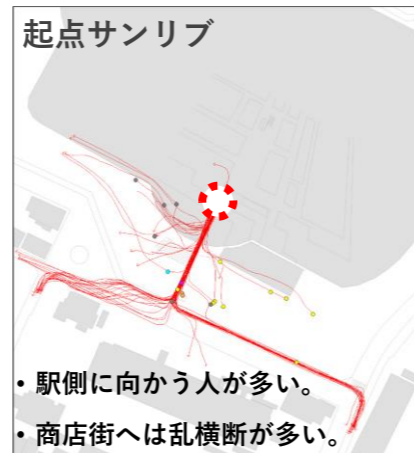 起点サンリブ
• 駅側に向かう人が多い。
• 商店街へは乱横断が多い。